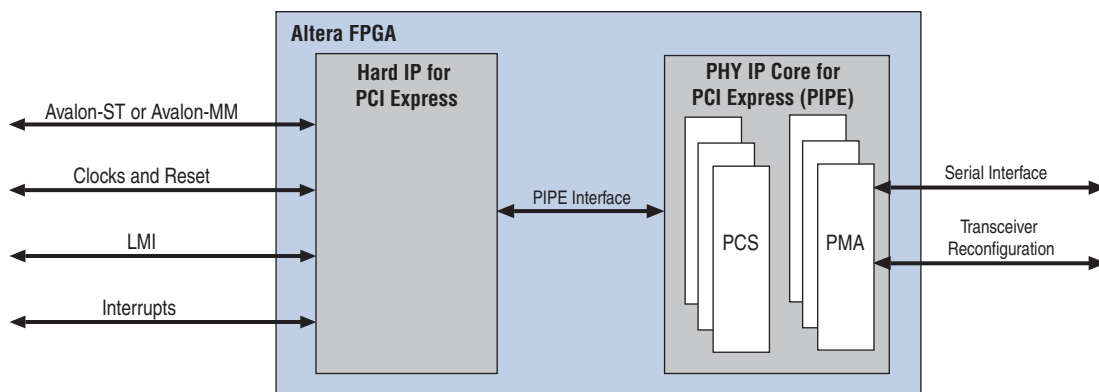 Altera FPGA
Hard IP for
PCI Express
PHY IP Core for
PCI Express (PIPE)
Avalon-ST or Avalon-MM
Clocks and Reset
LMI
Interrupts
PIPE Interface
PCS
PMA
Serial Interface
Transceiver
Reconfiguration